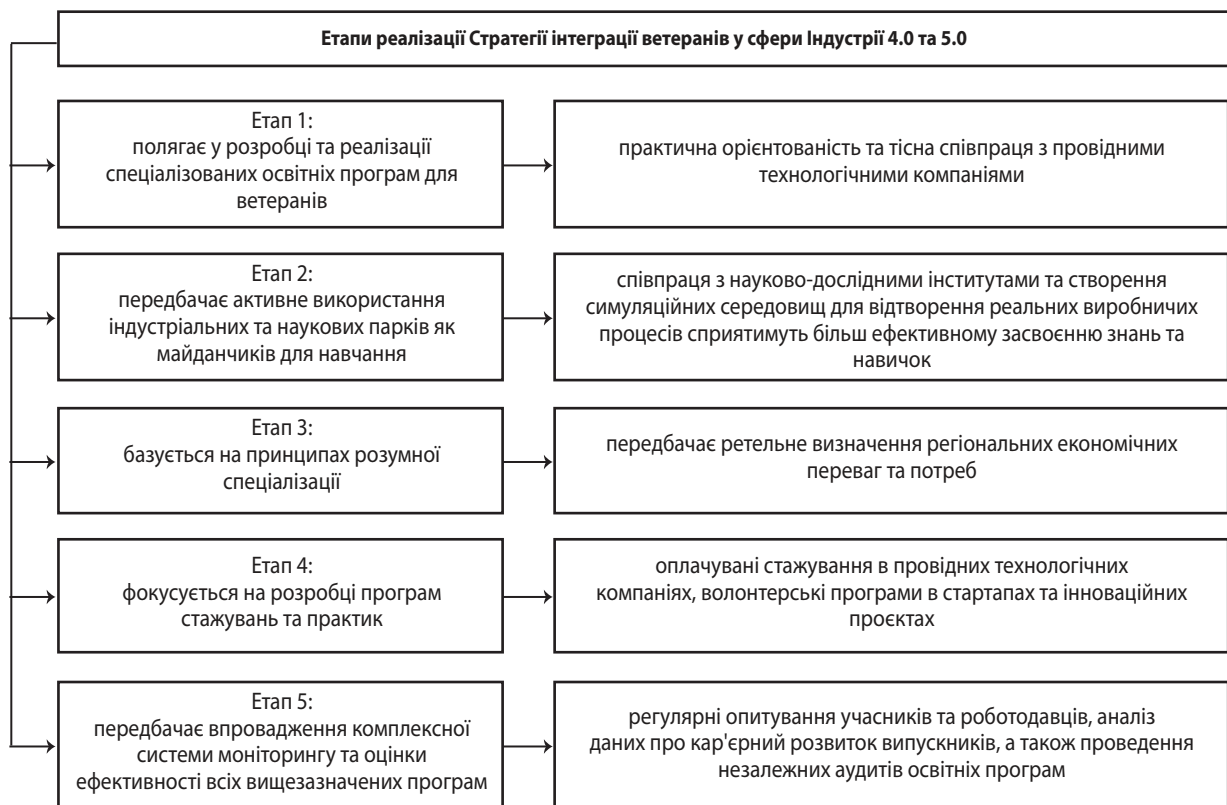 Етапи реалізації Стратегії інтеграції ветеранів у сфери Індустрії 4.0 та 5.0
Етап 1:
полягає у розробці та реалізації
спеціалізованих освітніх програм для
ветеранів
практична орієнтованість та тісна співпраця з провідними
технологічними компаніями
Етап 2:
передбачає активне використання
індустріальних та наукових парків як
майданчиків для навчання
співпраця з науково-дослідними інститутами та створення
симуляційних середовищ для відтворення реальних виробничих
процесів сприятимуть більш ефективному засвоєнню знань та
навичок
Етап 3:
базується на принципах розумної
спеціалізації
передбачає ретельне визначення регіональних економічних
переваг та потреб
Етап 4:
фокусується на розробці програм
стажувань та практик
оплачувані стажування в провідних технологічних
компаніях, волонтерські програми в стартапах та інноваційних
проєктах
Етап 5:
передбачає впровадження комплексної
системи моніторингу та оцінки
ефективності всіх вищезазначених програм
регулярні опитування учасників та роботодавців, аналіз
даних про кар'єрний розвиток випускників, а також проведення
незалежних аудитів освітніх програм